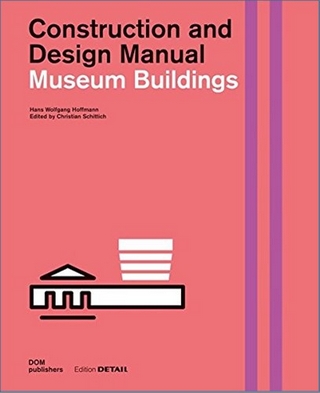 Construction and
Design Manual
Museum Buildings
Hans Wolfgang Hoffmann
Edited by Christian Schittich
DOM
publishers
Edition DETAIL